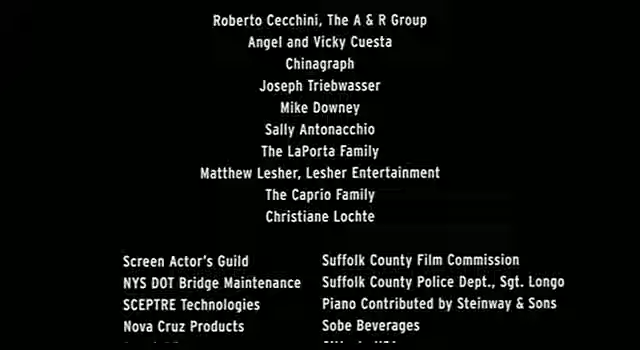 Roberto Cecchini, The A & R Group
Angel and Vicky Cuesta
Chinagraph
Joseph Triebwasser
Mike Downey
Sally Antonacchio
The LaPorta Family
Matthew Lesher, Lesher Entertainment
The Caprio Family
Christiane Lochte
Screen Actor's Guild
NYS DOT Bridge Maintenance
SCEPTRE Technologies
Nova Cruz Products
Suffolk County Film Commission
Suffolk County Police Dept., Sgt. Longo
Piano Contributed by Steinway & Sons
Sobe Beverages